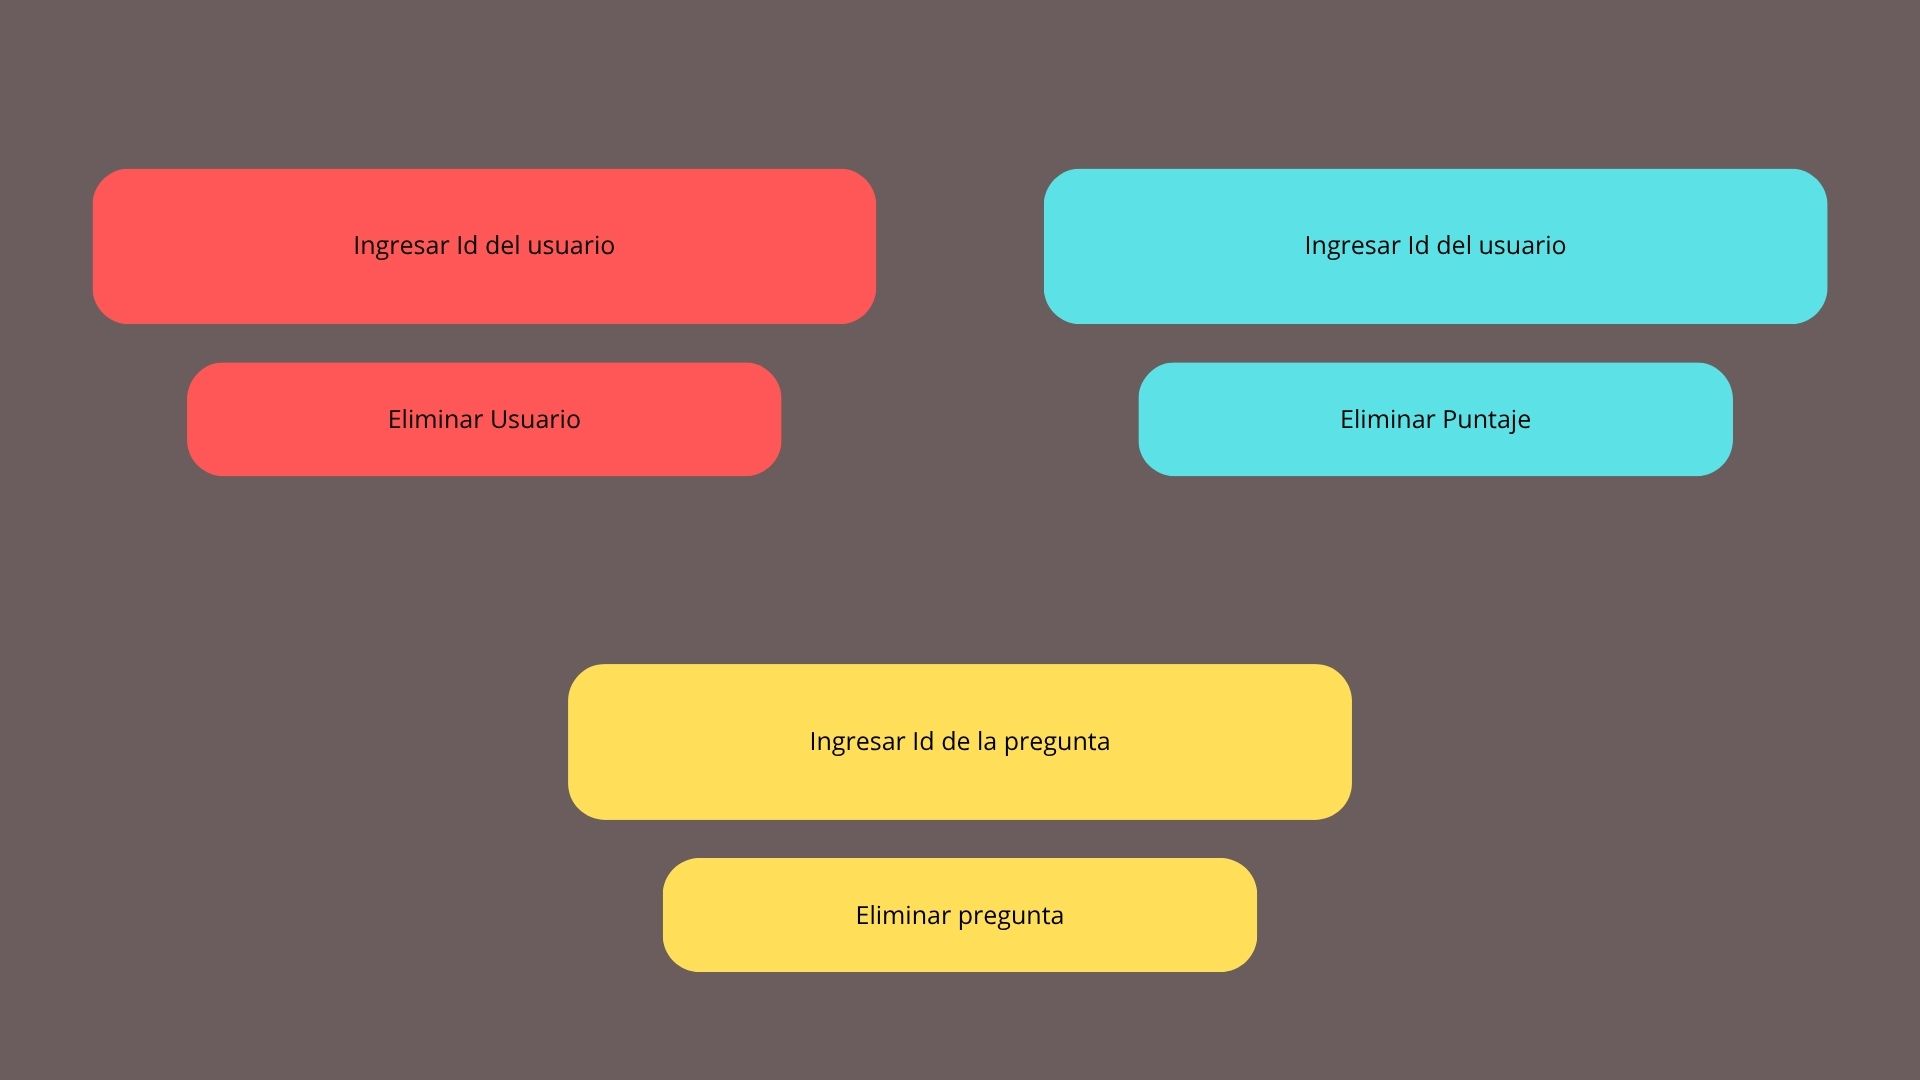 Ingresar Id del usuario
Eliminar Usuario
Ingresar Id del usuario
Eliminar Puntaje
Ingresar Id de la pregunta
Eliminar pregunta